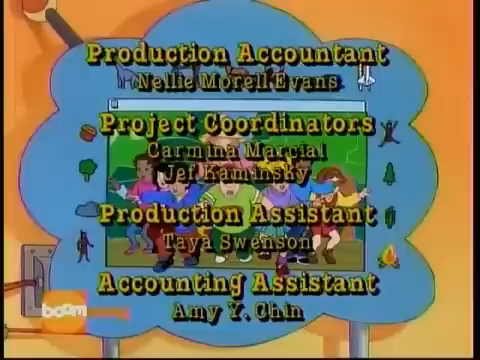 Production Accountant
Nellie Morell Evans
Project Coordinators
Carmina Marcial
Jef Kaminsky
Production Assistant
Taya Swenson
Accounting Assistant
Amy Y. Chin
boomerang